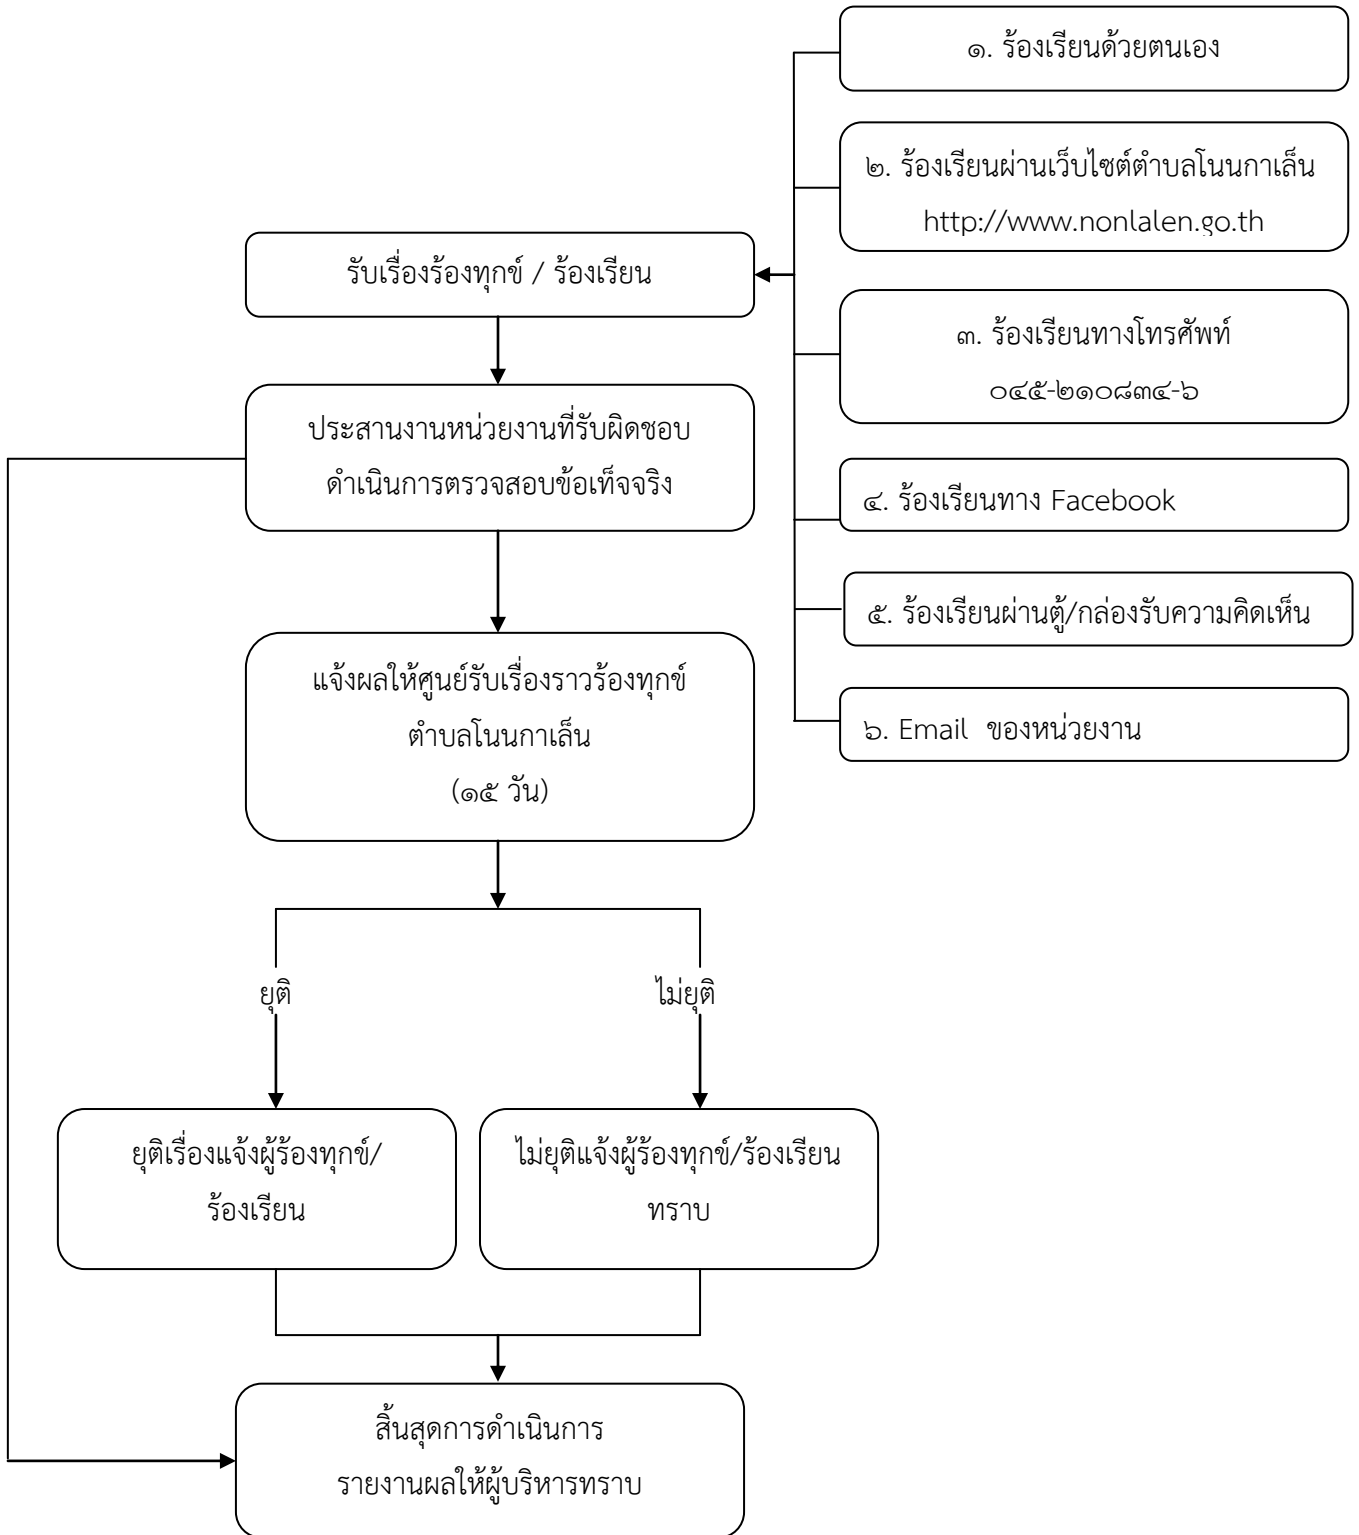 ๑. ร้องเรียนด้วยตนเอง
๒. ร้องเรียนผ่านเว็บไซต์ตำบลโนนกาเล็น
http://www.nonlalen.go.th
รับเรื่องร้องทุกข์ / ร้องเรียน
๓. ร้องเรียนทางโทรศัพท์
๐๔๕-๒๑๐๘๓๔-๖
ประสานงานหน่วยงานที่รับผิดชอบ
ดำเนินการตรวจสอบข้อเท็จจริง
๔. ร้องเรียนทาง Facebook
๕. ร้องเรียนผ่านตู้/กล่องรับความคิดเห็น
แจ้งผลให้ศูนย์รับเรื่องราวร้องทุกข์
ตำบลโนนกาเล็น
(๑๕ วัน)
๖. Email ของหน่วยงาน
ยุติ
ไม่ยุติ
ยุติเรื่องแจ้งผู้ร้องทุกข์/
ร้องเรียน
ไม่ยุติแจ้งผู้ร้องทุกข์/ร้องเรียน
ทราบ
สิ้นสุดการดำเนินการ
รายงานผลให้ผู้บริหารทราบ